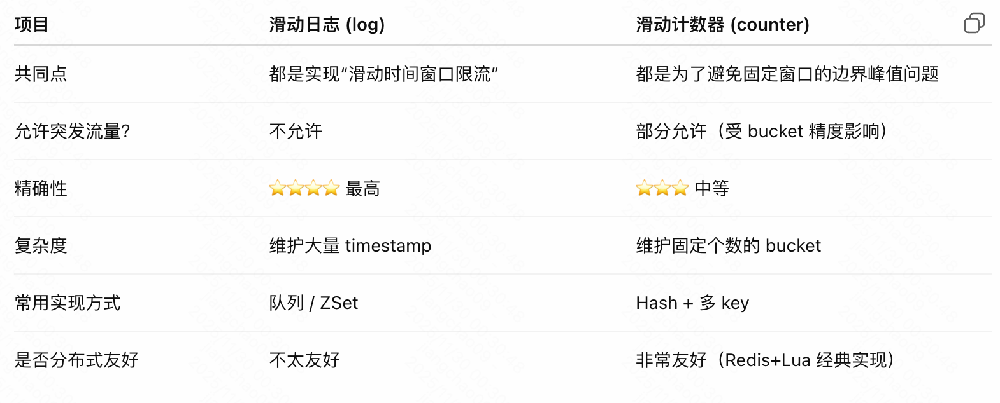 项目 滑动日志 (log) 滑动计数器 (counter)
共同点 都是实现“滑动时间窗口限流” 都是为了避免固定窗口的边界峰值问题
允许突发流量? 不允许 部分允许（受 bucket 精度影响）
精确性 ⭐⭐⭐⭐ 最高 ⭐⭐⭐ 中等
复杂度 维护大量 timestamp 维护固定个数的 bucket
常用实现方式 队列 / ZSet Hash + 多 key
是否分布式友好 不太友好 非常友好（Redis+Lua 经典实现）